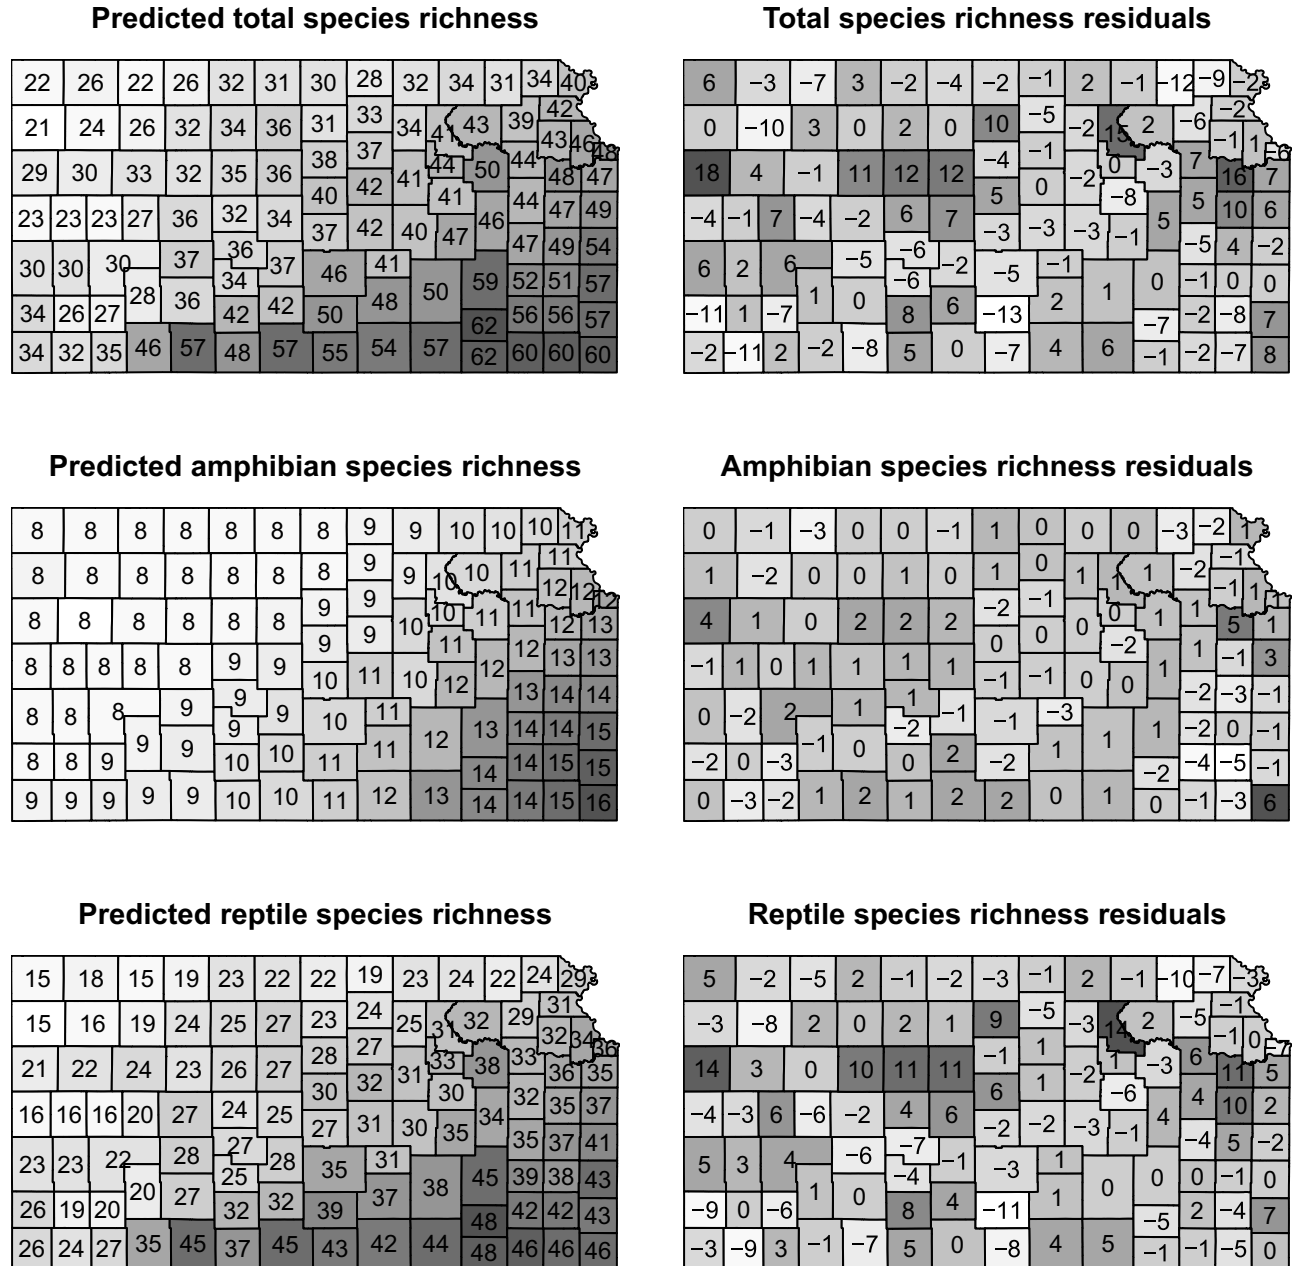 Predicted total species richness
Total species richness residuals
22 26 22 26 32 31 30 28 32 34 31 34 40
6 −3 −7 3 −2 −4 −2 −1 2 −1 −12 −9 −2
21 24 26 32 34 36 31 33 34 41 43 39 42 43 46 48
0 −10 3 0 2 0 10 −5 −2 15 2 −6 −2 −1 1 −6
29 30 33 32 35 36 38 37 41 44 50 44 48 47
18 4 −1 11 12 12 −4 −1 −2 0 −3 7 16 7
23 23 23 27 36 32 34 40 42 41 46 44 47 49
−4 −1 7 −4 −2 6 7 5 0 −8 5 5 10 6
37 42 40 47 47 49 54
−3 −3 −3 −1 −5 4 −2
30 30 30 37 36 37 46 41 59 52 51 57
6 2 6 −5 −6 −2 −5 −1 0 −1 0 0
28 36 34 42 48 50
1 0 −6 6 2 1
34 26 27 42 50 62 56 56 57
−11 1 −7 8 −13 −7 −2 −8 7
34 32 35 46 57 48 57 55 54 57 62 60 60 60
−2 −11 2 −2 −8 5 0 −7 4 6 −1 −2 −7 8
Predicted amphibian species richness
Amphibian species richness residuals
8 8 8 8 8 8 8 9 9 10 10 10 11
0 −1 −3 0 0 −1 1 0 0 0 −3 −2 1
8 8 8 8 8 8 8 9 9 10 10 11 11 12 12 12
1 −2 0 0 1 0 1 0 1 1 1 −2 −1 −1 1 1
8 8 8 8 8 8 9 9 10 10 11 11 12 13
4 1 0 2 2 2 −2 −1 0 0 1 1 5 1
8 8 8 8 8 9 9 9 9 11 12 12 13 13
−1 1 0 1 1 1 1 0 0 −2 1 1 −1 3
10 11 10 12 13 14 14
−1 −1 0 0 −2 −3 −1
8 8 8 9 9 9 10 11 13 14 14 15
0 −2 2 1 1 −1 −1 −3 1 −2 0 −1
9 9 9 10 11 12
−1 0 −2 2 1 1
8 8 9 10 11 14 14 15 15
−2 0 −3 0 −2 −2 −4 −5 −1
9 9 9 9 9 10 10 11 12 13 14 14 15 16
0 −3 −2 1 2 1 2 2 0 1 0 −1 −3 6
Predicted reptile species richness
Reptile species richness residuals
15 18 15 19 23 22 22 19 23 24 22 24 29
5 −2 −5 2 −1 −2 −3 −1 2 −1 −10 −7 −3
15 16 19 24 25 27 23 24 25 31 32 29 31 32 34 36
−3 −8 2 0 2 1 9 −5 −3 14 2 −5 −1 −1 0 −7
21 22 24 23 26 27 28 27 31 33 38 33 36 35
14 3 0 10 11 11 −1 1 −2 1 −3 6 11 5
16 16 16 20 27 24 25 30 32 30 34 32 35 37
−4 −3 6 −6 −2 4 6 6 1 −6 4 4 10 2
27 31 30 35 35 37 41
−2 −2 −3 −1 −4 5 −2
23 23 22 28 27 28 35 31 45 39 38 43
5 3 4 −6 −7 −1 −3 1 0 0 −1 0
20 27 25 32 37 38
1 0 −4 4 1 0
26 19 20 32 39 48 42 42 43
−9 0 −6 8 −11 −5 2 −4 7
26 24 27 35 45 37 45 43 42 44 48 46 46 46
−3 −9 3 −1 −7 5 0 −8 4 5 −1 −1 −5 0